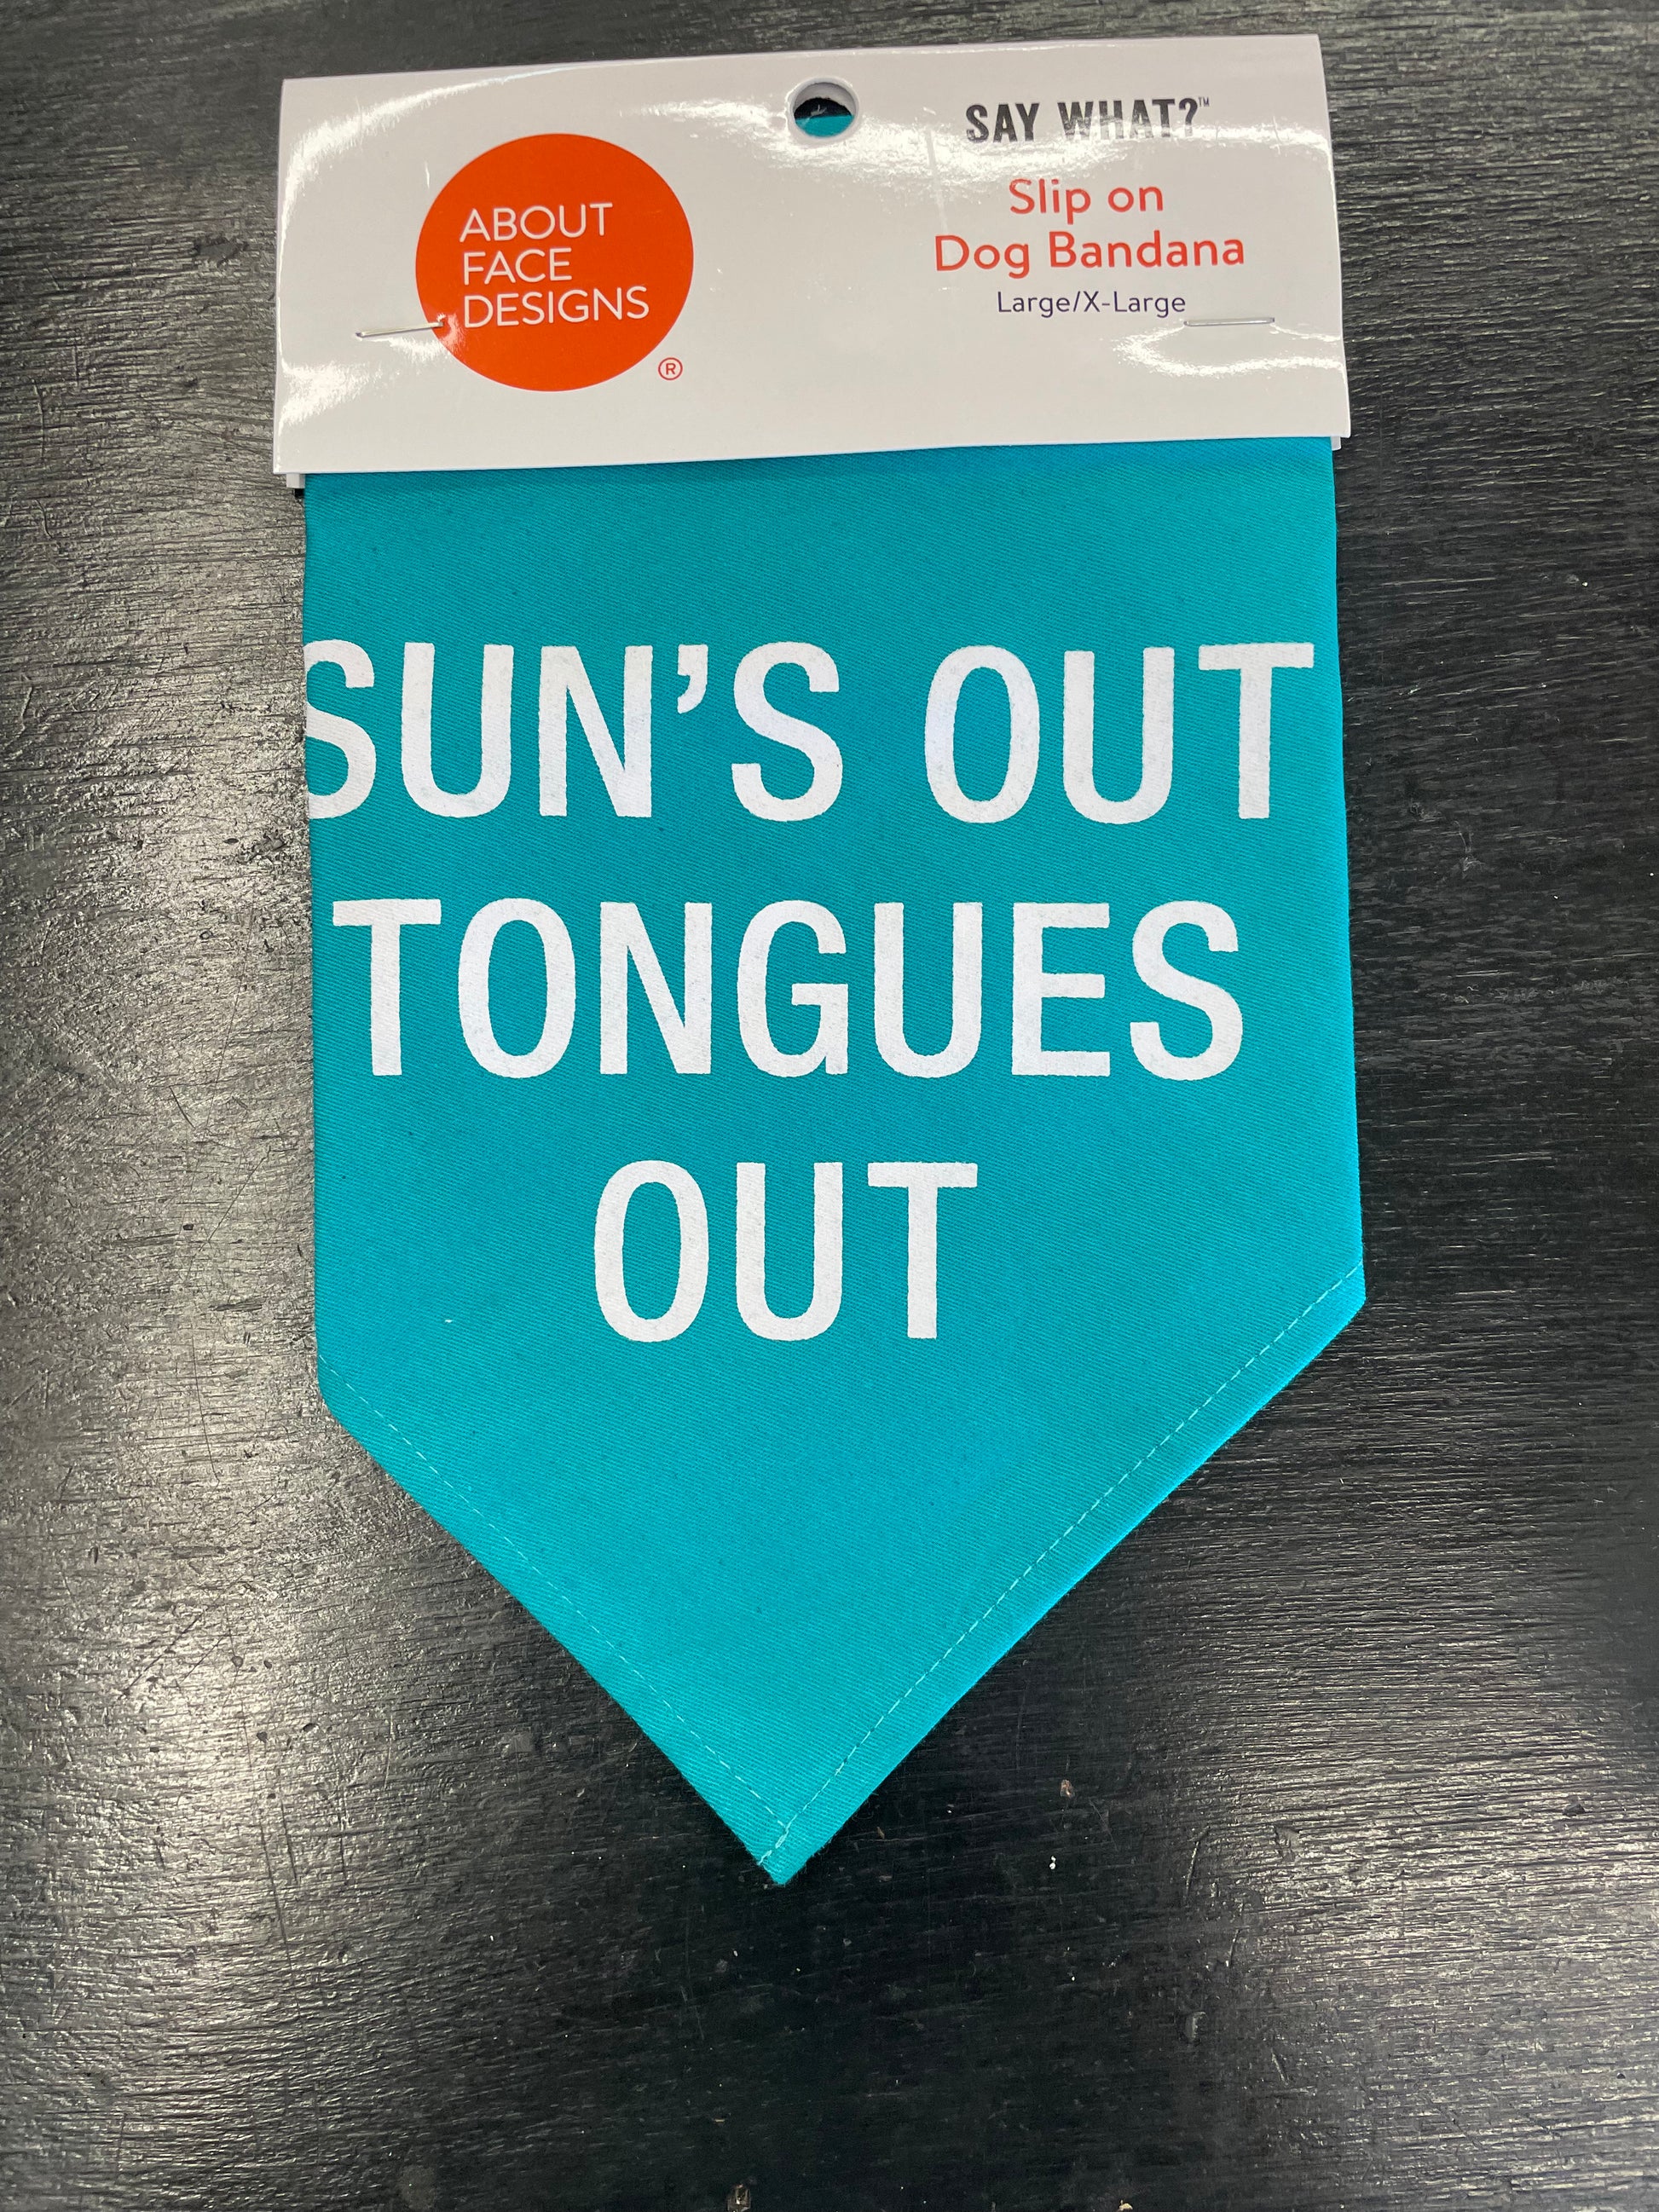 ABOUT
FACE
DESIGNS
®
SAY WHAT?™
Slip on
Dog Bandana
Large/X-Large
SUN'S OUT
TONGUES
OUT